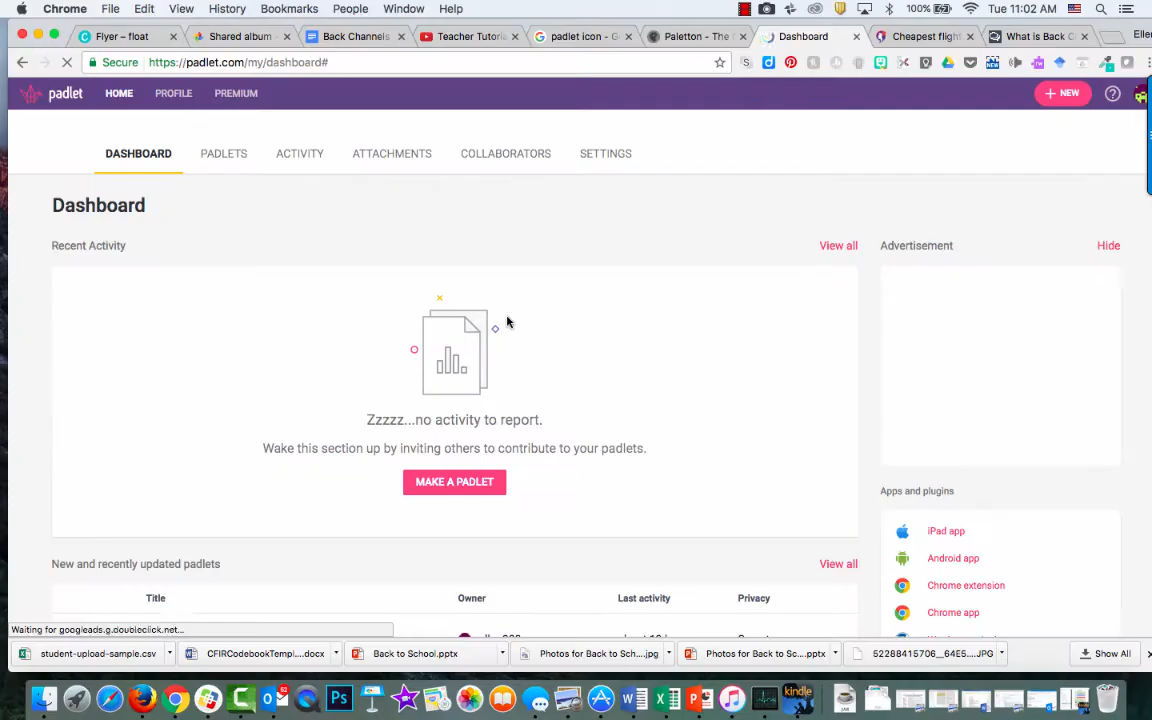 Chrome File Edit View History Bookmarks People Window Help 100% Tue 11:02 AM
Flyer – float × Shared album - × Back Channels × Teacher Tutoria × padlet icon - Go × Paletton - The C × Dashboard × Cheapest flight × What is Back C × Ellen
Secure https://padlet.com/my/dashboard#
padlet HOME PROFILE PREMIUM + NEW ?
DASHBOARD PADLETS ACTIVITY ATTACHMENTS COLLABORATORS SETTINGS
Dashboard
Recent Activity View all Advertisement Hide
Zzzzz...no activity to report.
Wake this section up by inviting others to contribute to your padlets.
MAKE A PADLET
Apps and plugins
iPad app
Android app
Chrome extension
Chrome app
New and recently updated padlets View all
Title Owner Last activity Privacy
Waiting for googleads.g.doubleclick.net...
student-upload-sample.csv CFIRCodebookTempl....docx Back to School.pptx Photos for Back to Sch....jpg Photos for Back to Sc....pptx 52288415706__64E5....JPG Show All
52 Ps W X P kindle